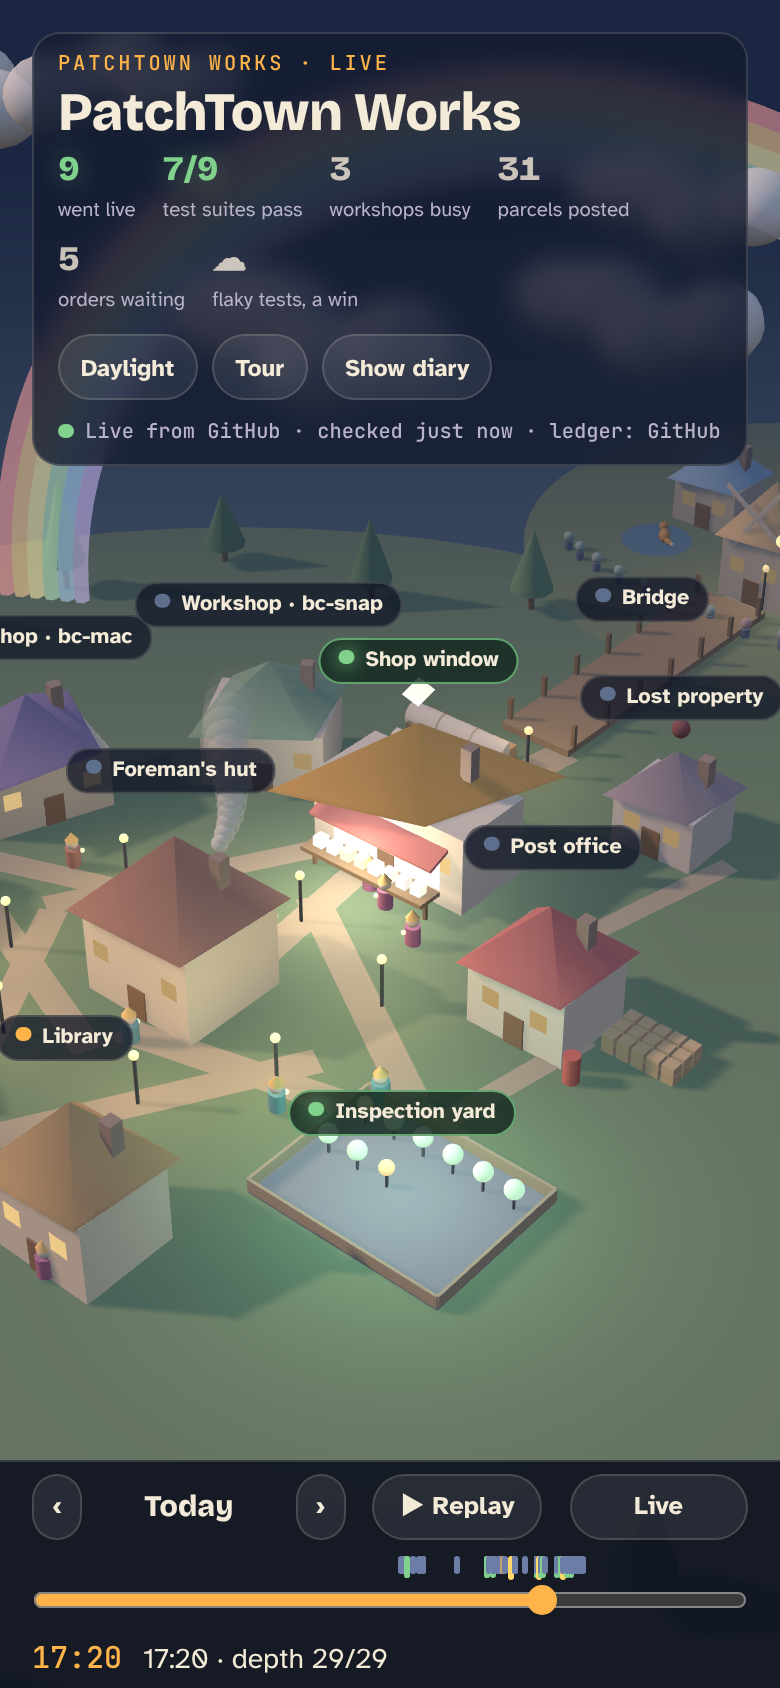 PATCHTOWN WORKS · LIVE
PatchTown Works
9 7/9 3 31
went live test suites pass workshops busy parcels posted
5 ☁
orders waiting flaky tests, a win
Daylight Tour Show diary
Live from GitHub · checked just now · ledger: GitHub
Workshop · bc-snap
Bridge
hop · bc-mac
Shop window
Lost property
Foreman's hut
Post office
Library
Inspection yard
‹ Today › ▶ Replay Live
17:20 17:20 · depth 29/29